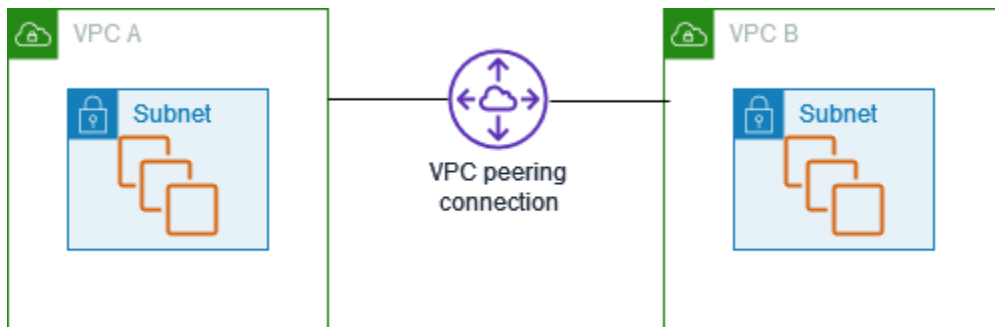 VPC A
VPC B
Subnet
Subnet
VPC peering
connection